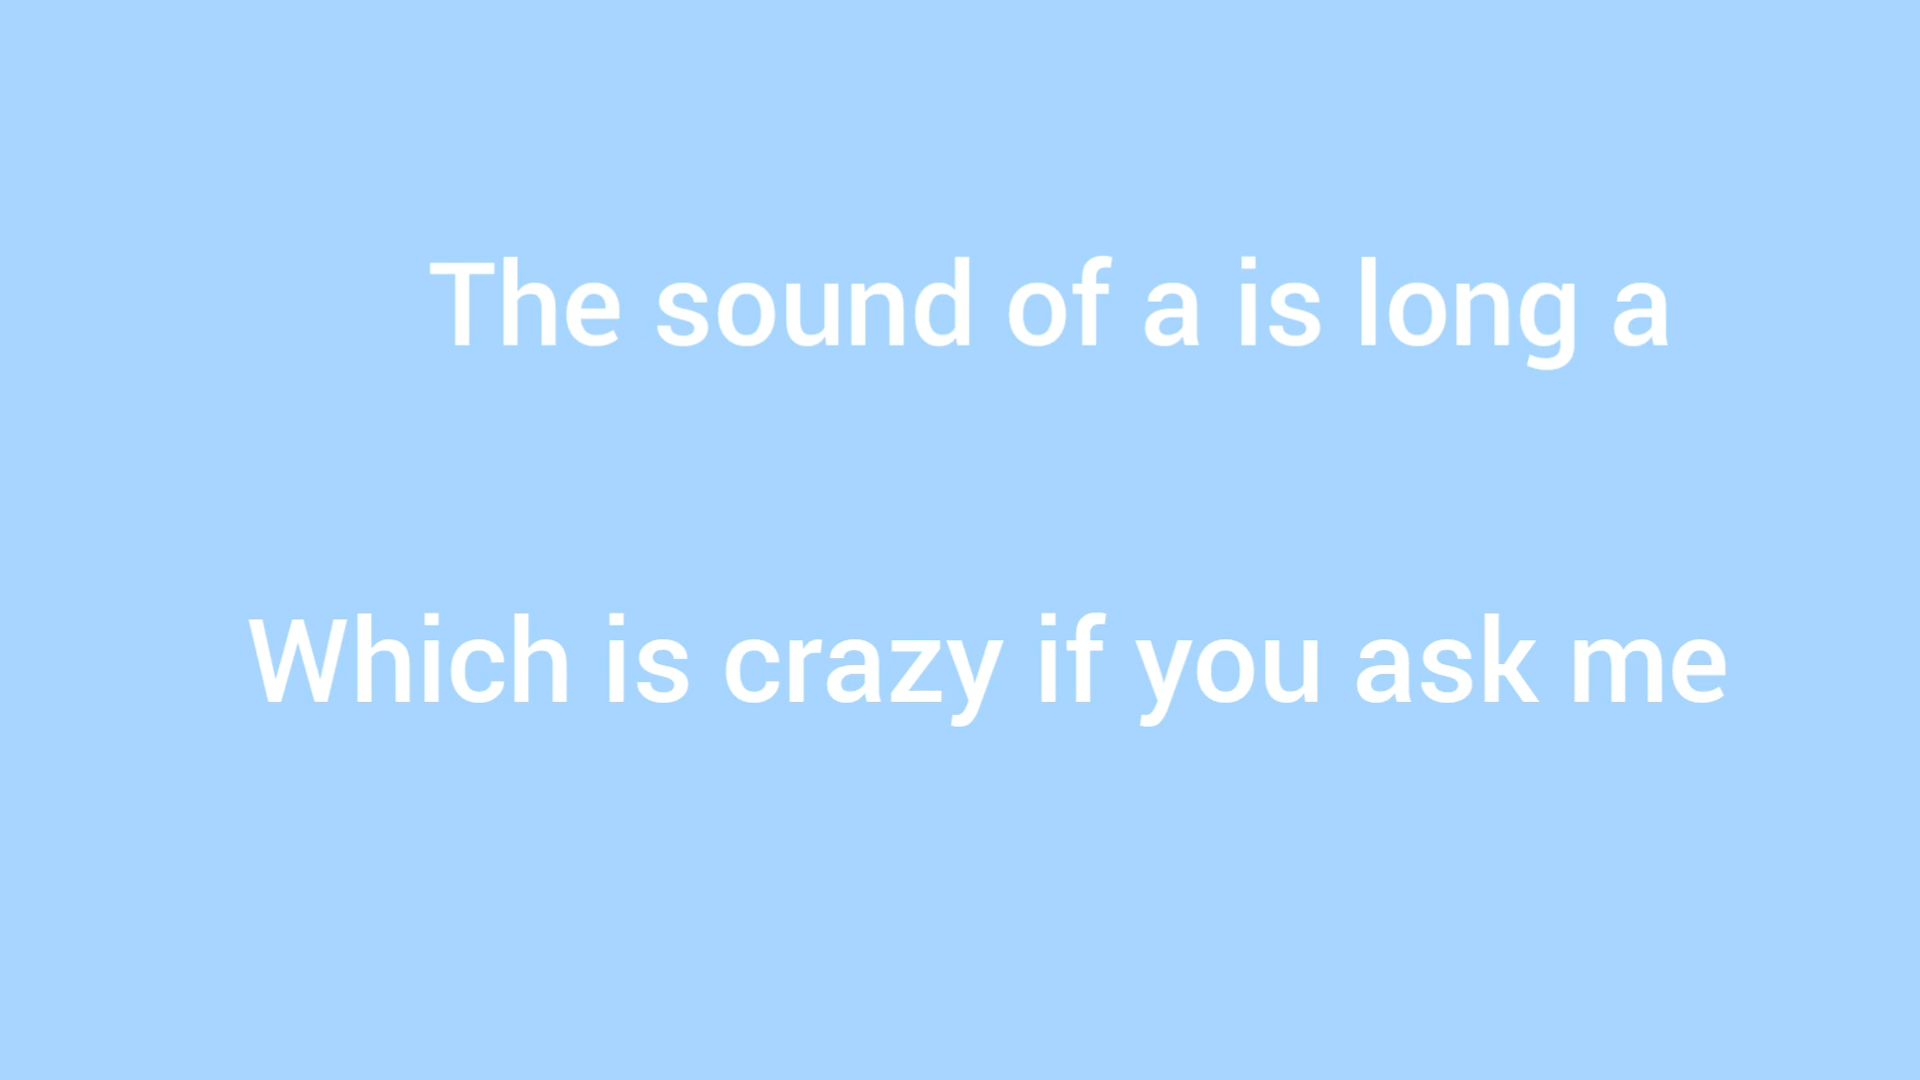 The sound of a is long a
Which is crazy if you ask me